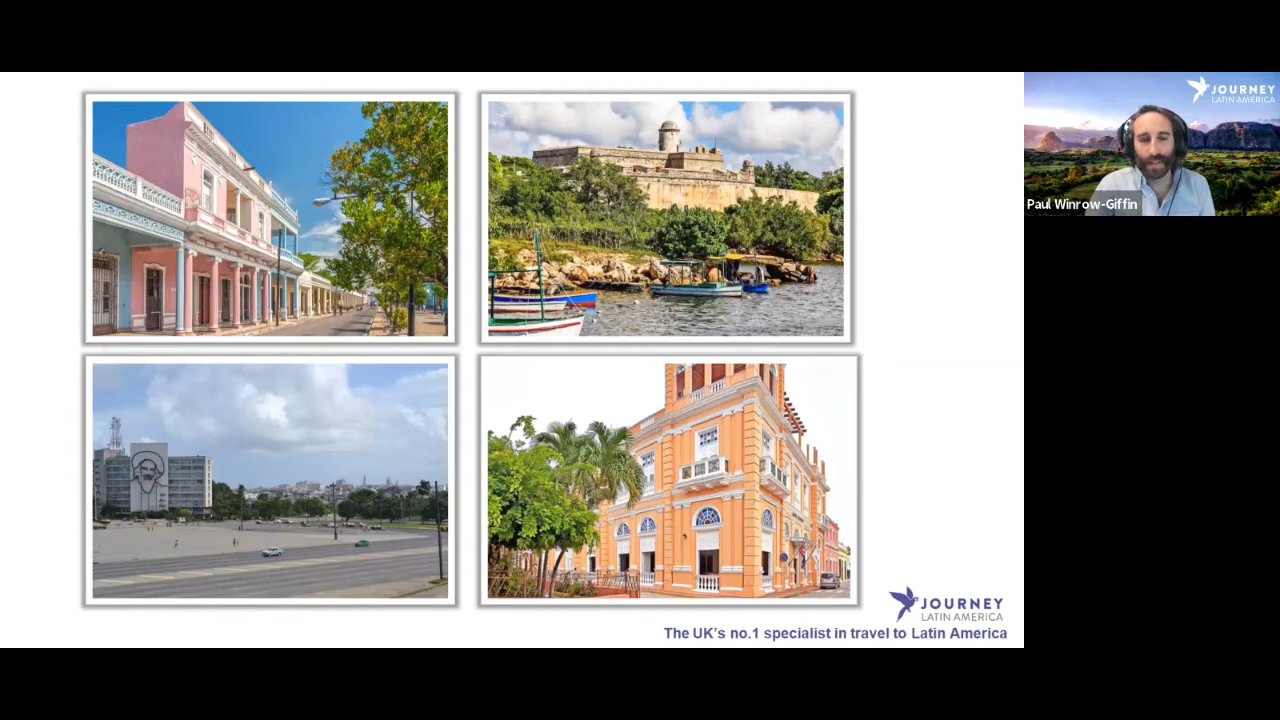 JOURNEY
LATIN AMERICA
Paul Winrow-Giffin
JOURNEY
LATIN AMERICA
The UK's no.1 specialist in travel to Latin America